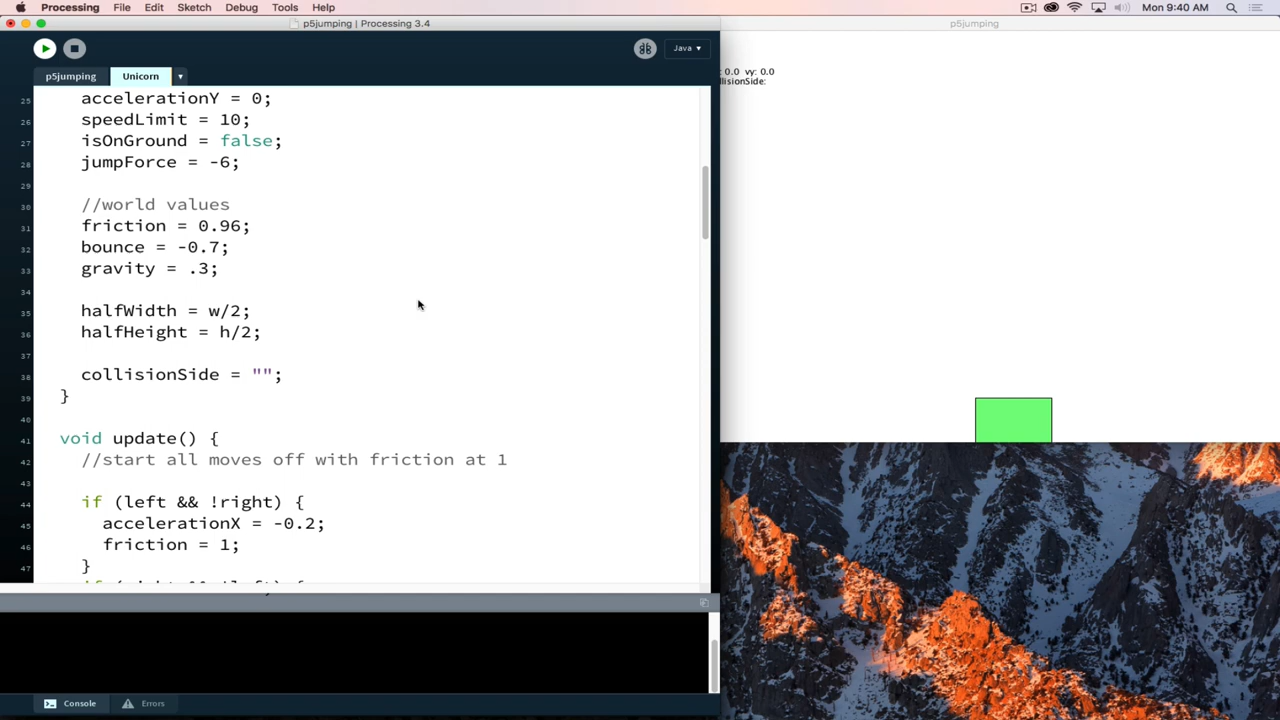 Processing File Edit Sketch Debug Tools Help Mon 9:40 AM
p5jumping | Processing 3.4
p5jumping
Java ▾
p5jumping Unicorn
: 0.0 vy: 0.0
llisionSide:
25 accelerationY = 0;
26 speedLimit = 10;
27 isOnGround = false;
28 jumpForce = -6;
29
30 //world values
31 friction = 0.96;
32 bounce = -0.7;
33 gravity = .3;
34
35 halfWidth = w/2;
36 halfHeight = h/2;
37
38 collisionSide = "";
39 }
40
41 void update() {
42 //start all moves off with friction at 1
43
44 if (left && !right) {
45 accelerationX = -0.2;
46 friction = 1;
47 }
Console Errors